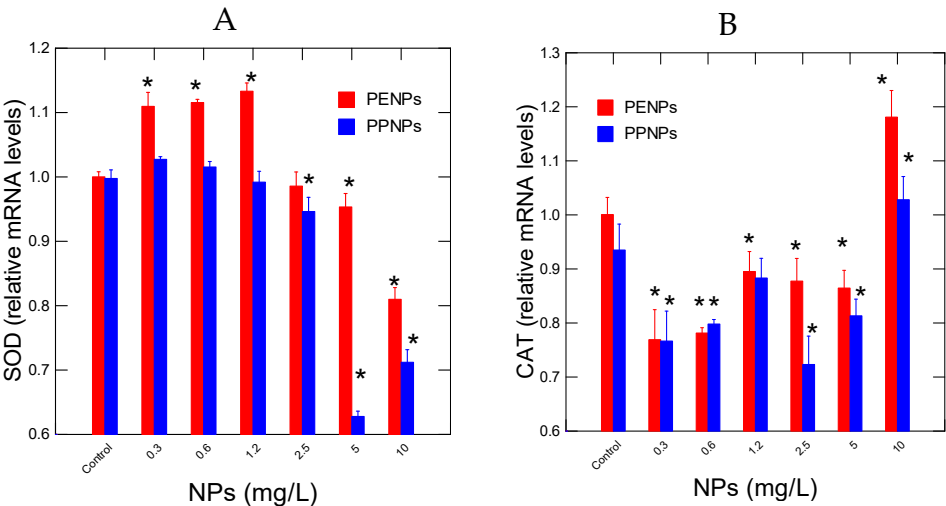 A
SOD (relative mRNA levels)
1.2
1.1
1.0
0.9
0.8
0.7
0.6
PENPs
PPNPs
* * * * * * * *
Control 0.3 0.6 1.2 2.5 5 10
NPs (mg/L)
B
CAT (relative mRNA levels)
1.3
1.2
1.1
1.0
0.9
0.8
0.7
0.6
PENPs
PPNPs
* * * * * * * * * * *
Control 0.3 0.6 1.2 2.5 5 10
NPs (mg/L)